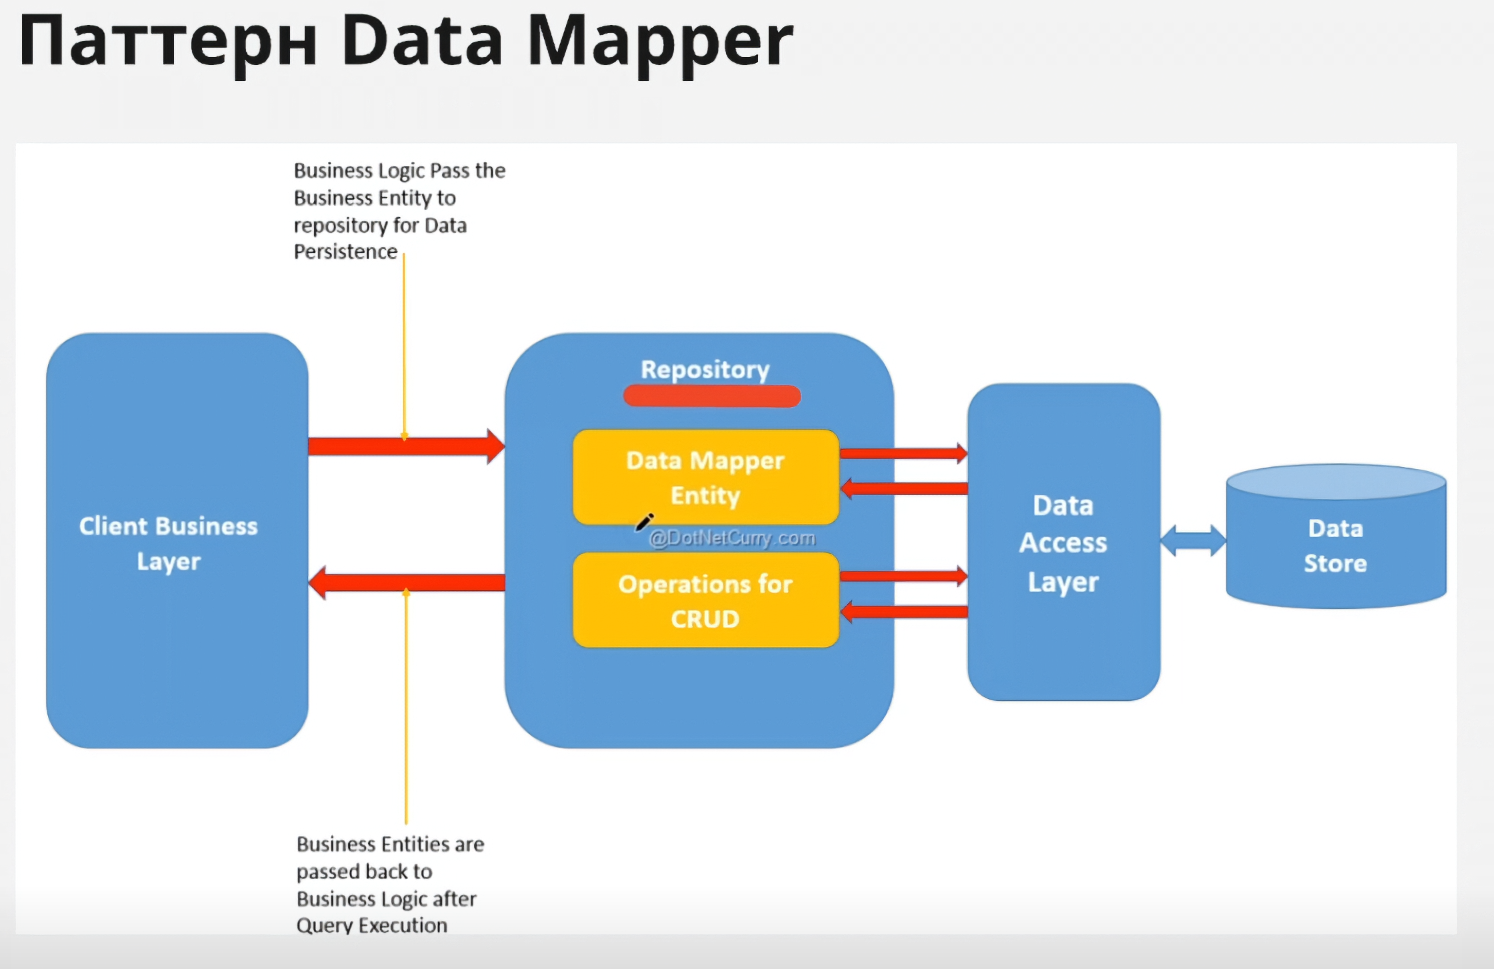 Паттерн Data Mapper
Business Logic Pass the
Business Entity to
repository for Data
Persistence
Client Business
Layer
Repository
Data Mapper
Entity
@DotNetCurry.com
Operations for
CRUD
Data
Access
Layer
Data
Store
Business Entities are
passed back to
Business Logic after
Query Execution